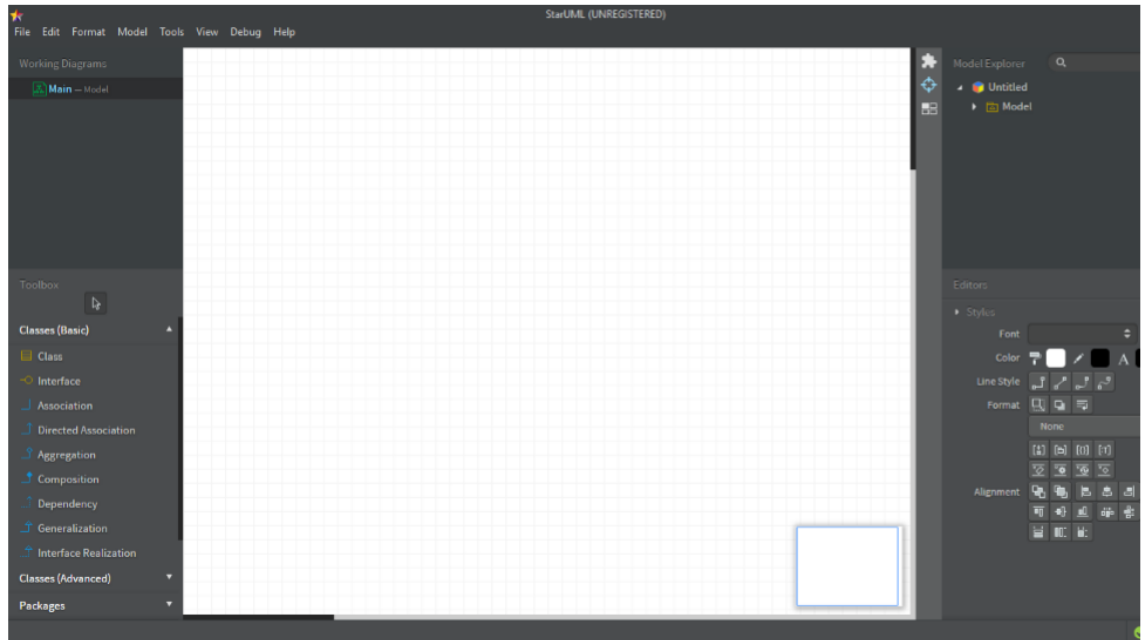 StarUML (UNREGISTERED)
File Edit Format Model Tools View Debug Help
Working Diagrams
Main — Model
Toolbox
Classes (Basic)
Class
Interface
Association
Directed Association
Aggregation
Composition
Dependency
Generalization
Interface Realization
Classes (Advanced)
Packages
Model Explorer
Untitled
Model
Editors
Styles
Font
Color
A
Line Style
Format
None
Alignment